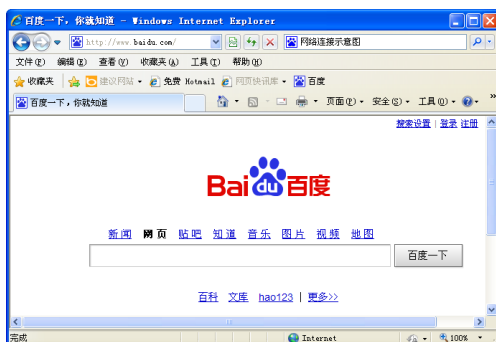 百度一下，你就知道 - Windows Internet Explorer
http://www.baidu.com/ 网络连接示意图
文件(F) 编辑(E) 查看(V) 收藏夹(A) 工具(T) 帮助(H)
收藏夹 建议网站 免费 Hotmail 网页快讯库 百度
百度一下，你就知道 页面(P) 安全(S) 工具(O) »
搜索设置 | 登录 注册
Bai du 百度
新闻 网页 贴吧 知道 音乐 图片 视频 地图
百度一下
百科 文库 hao123 | 更多>>
完成 Internet 100%